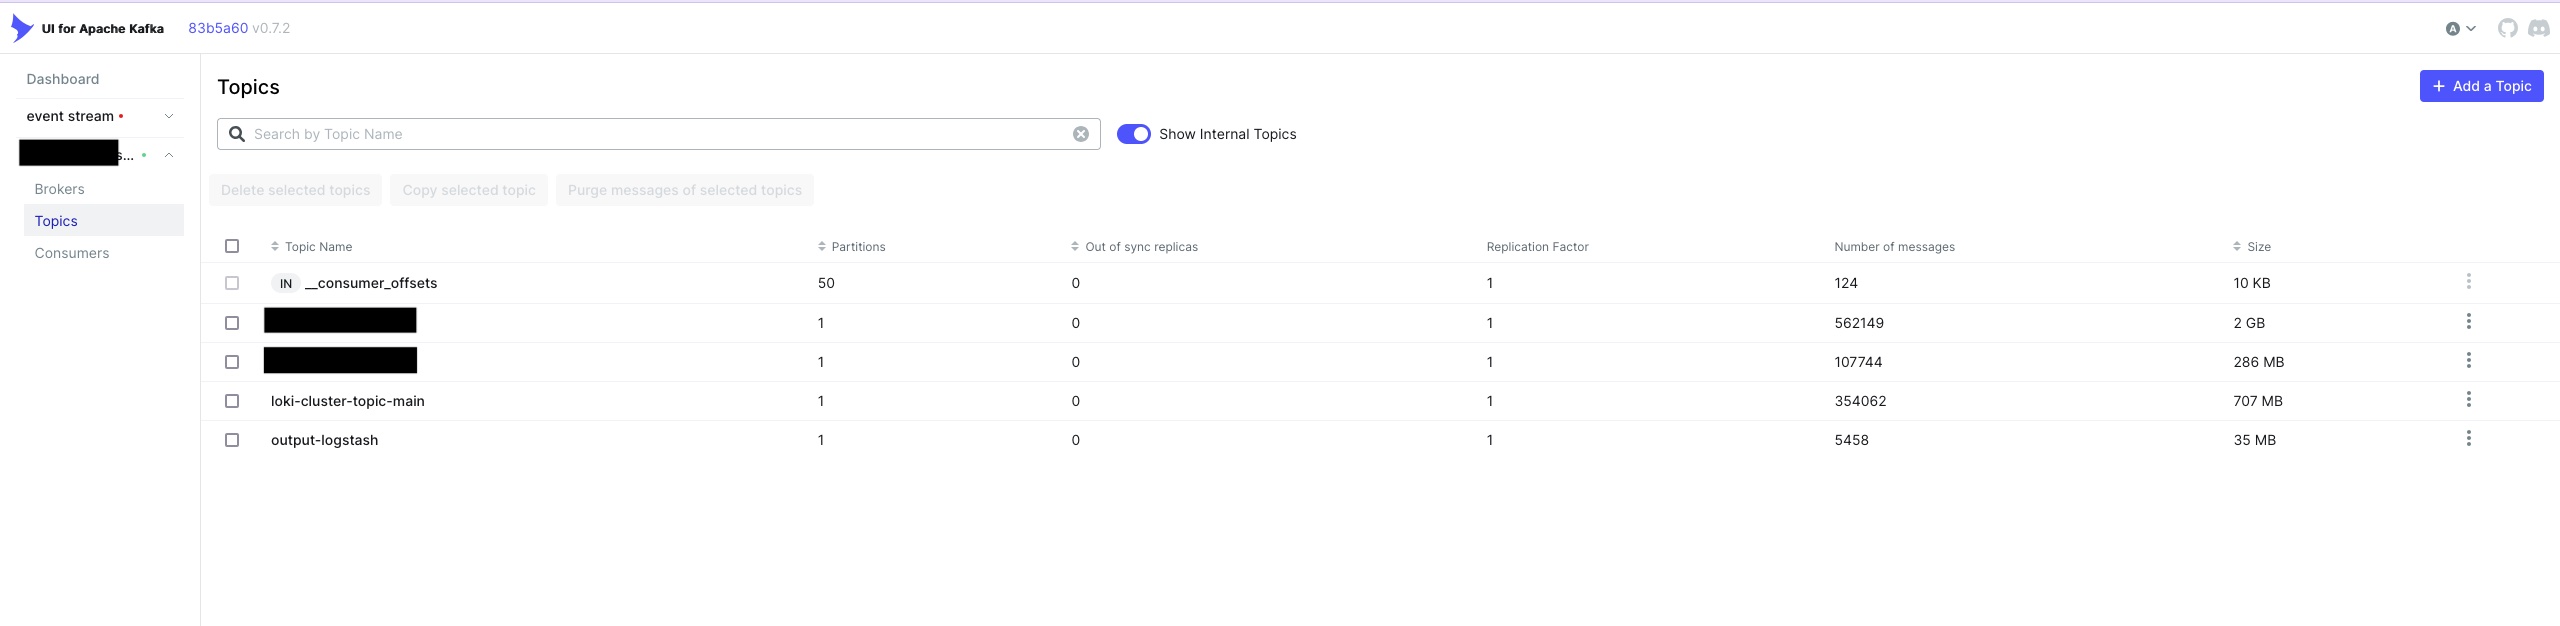 UI for Apache Kafka 83b5a60 v0.7.2 A
Dashboard
event stream
s...
Brokers
Topics
Consumers
Topics
+ Add a Topic
Search by Topic Name
Show Internal Topics
Delete selected topics Copy selected topic Purge messages of selected topics
Topic Name Partitions Out of sync replicas Replication Factor Number of messages Size
IN __consumer_offsets 50 0 1 124 10 KB
1 0 1 562149 2 GB
1 0 1 107744 286 MB
loki-cluster-topic-main 1 0 1 354062 707 MB
output-logstash 1 0 1 5458 35 MB